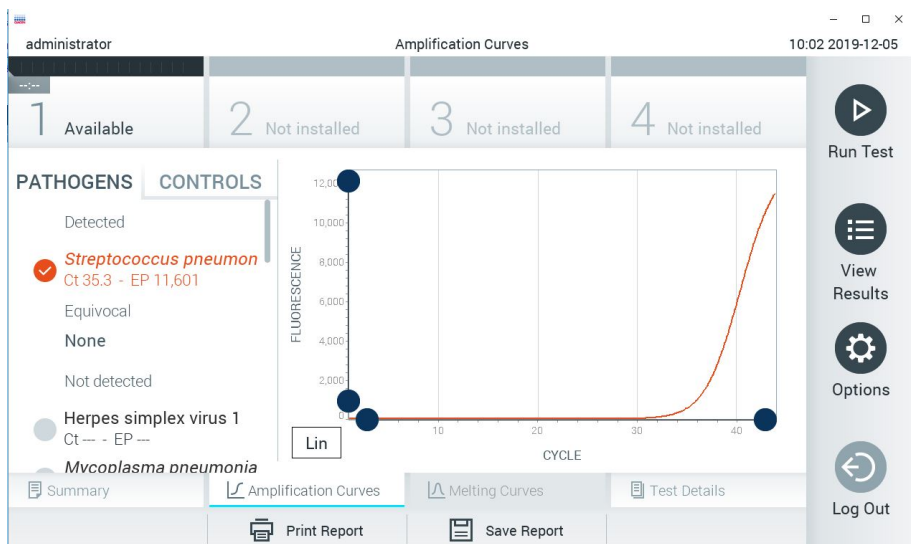 administrator
Amplification Curves
10:02 2019-12-05
--:--
1 Available
2 Not installed
3 Not installed
4 Not installed
Run Test
View
Results
Options
Log Out
PATHOGENS
CONTROLS
Detected
Streptococcus pneumon
Ct 35.3 - EP 11,601
Equivocal
None
Not detected
Herpes simplex virus 1
Ct --- - EP ---
Mycoplasma pneumonia
FLUORESCENCE
12,00
10,000
8,000
6,000
4,000
2,000
0
10
20
30
40
CYCLE
Lin
Summary
Amplification Curves
Melting Curves
Test Details
Print Report
Save Report